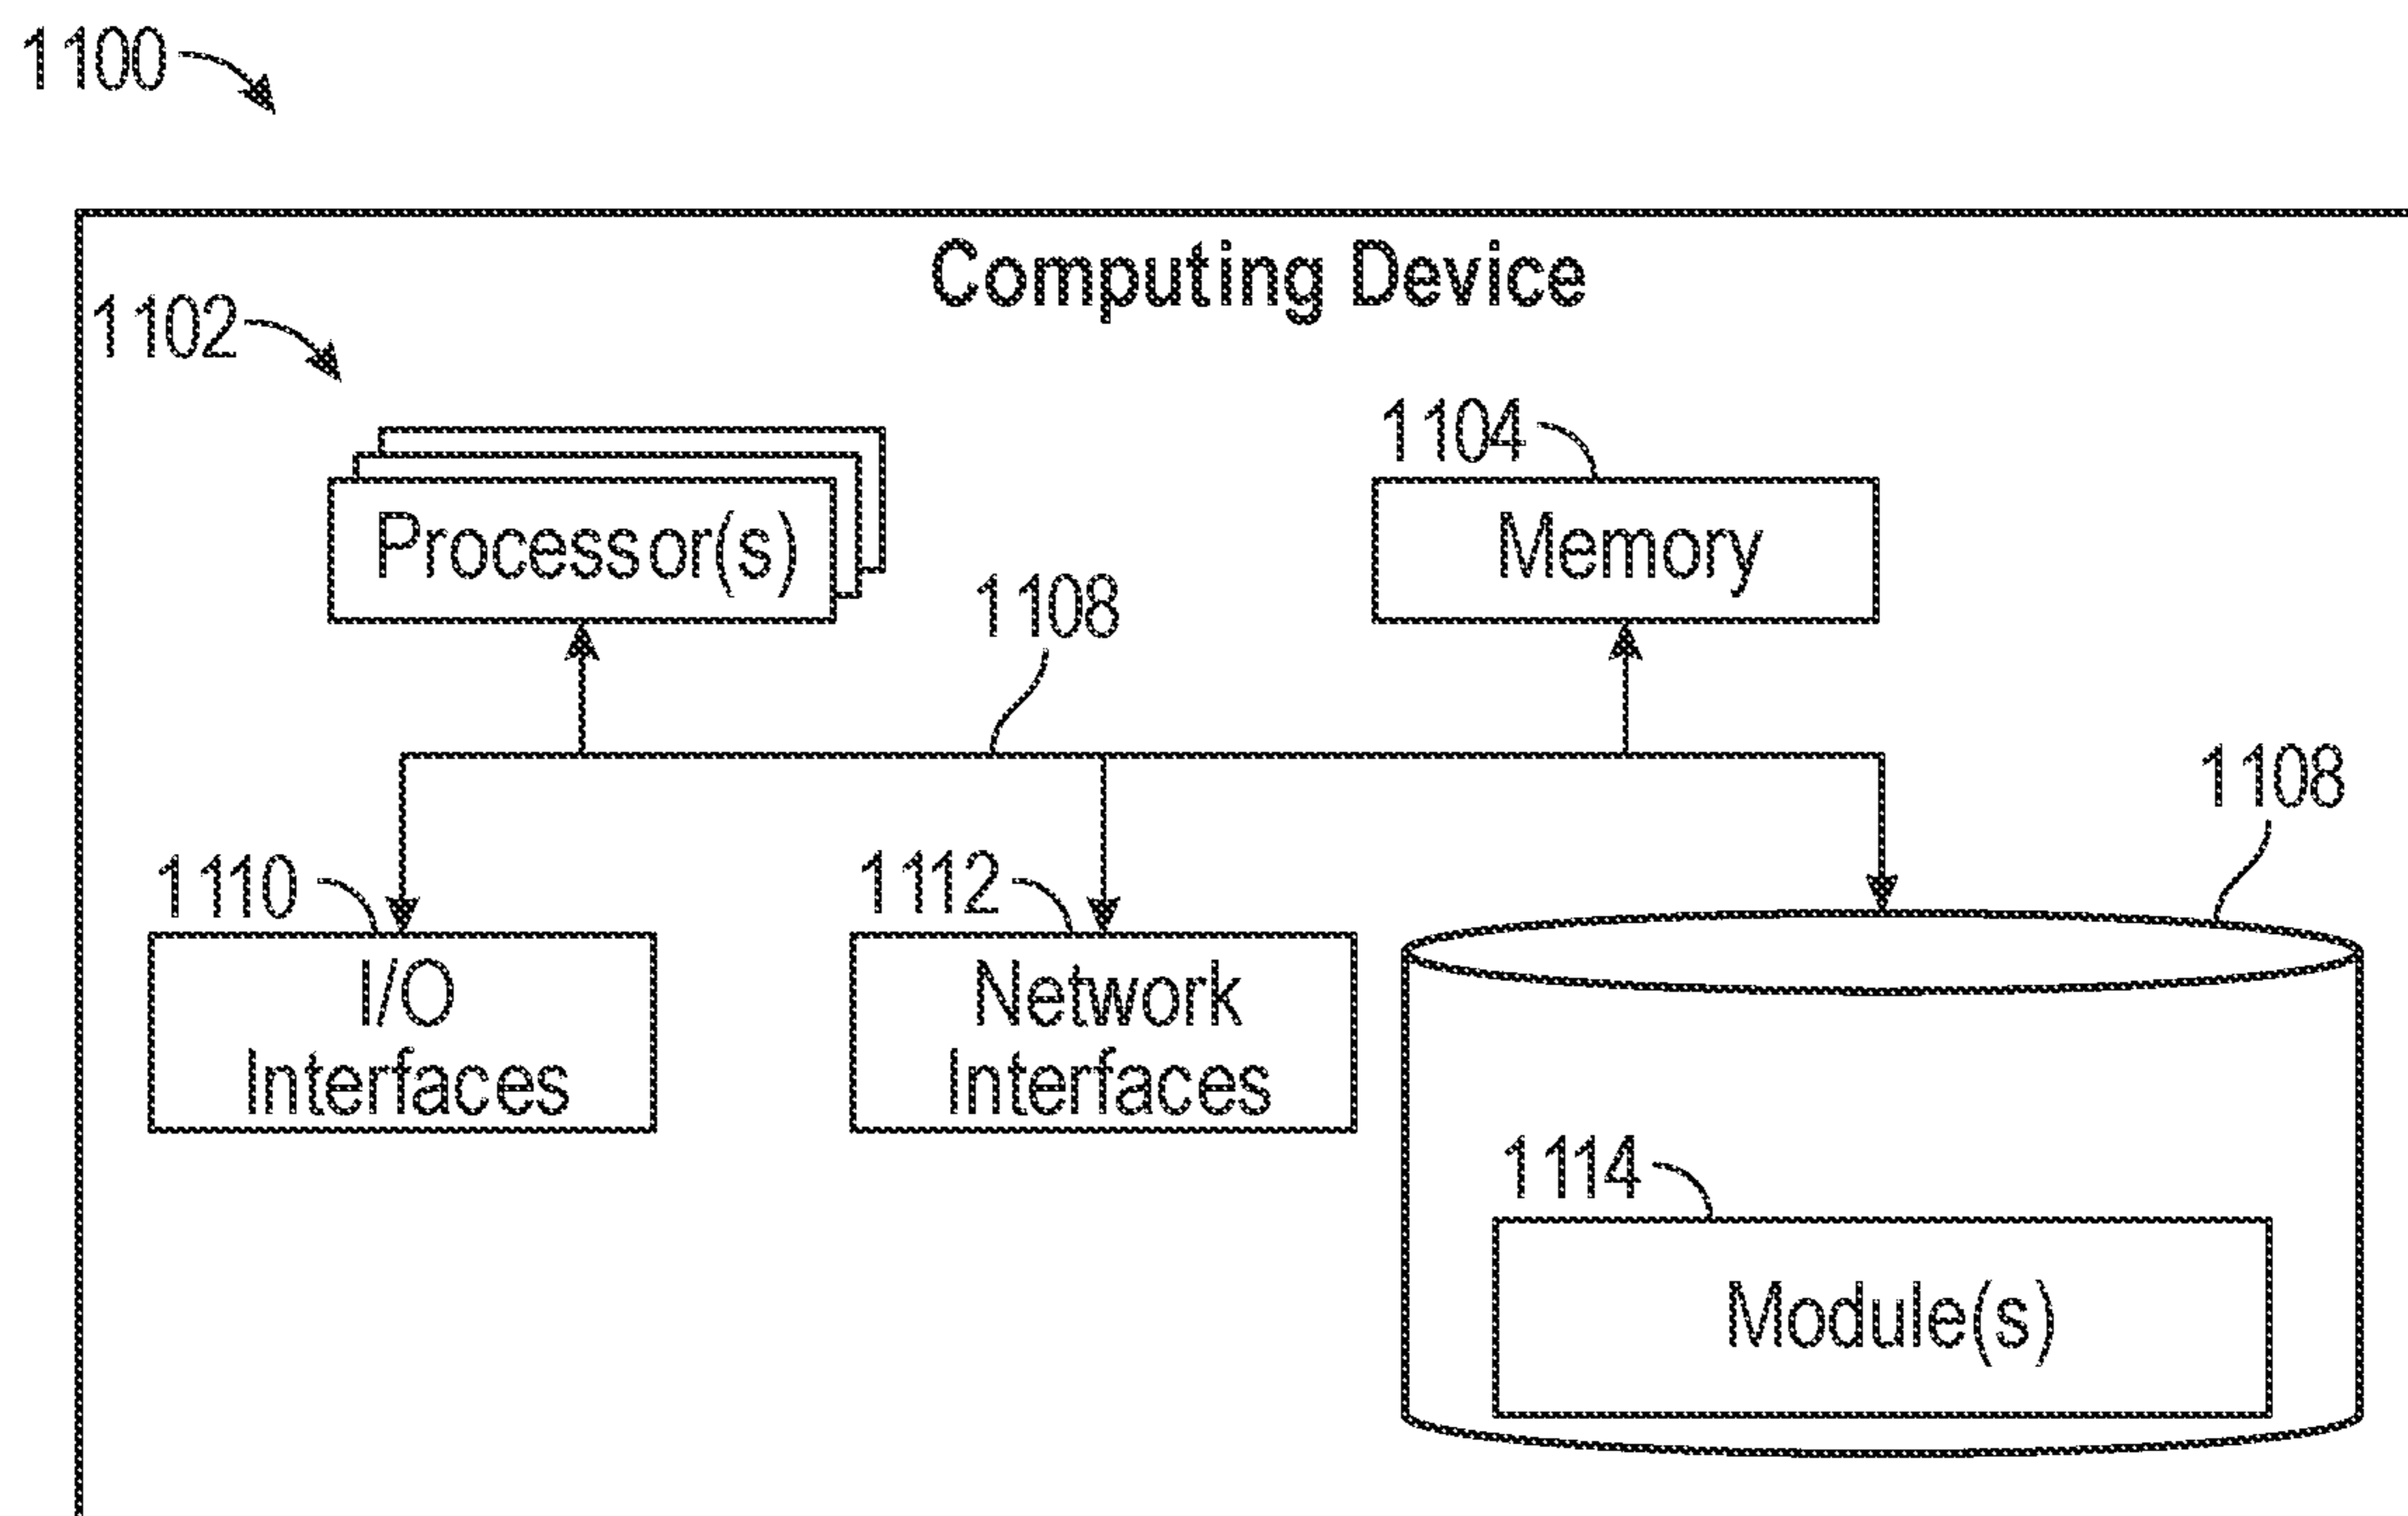 1100
Computing Device
1102
1104
Processor(s)
Memory
1108
1108
1110
1112
I/O
Interfaces
Network
Interfaces
1114
Module(s)